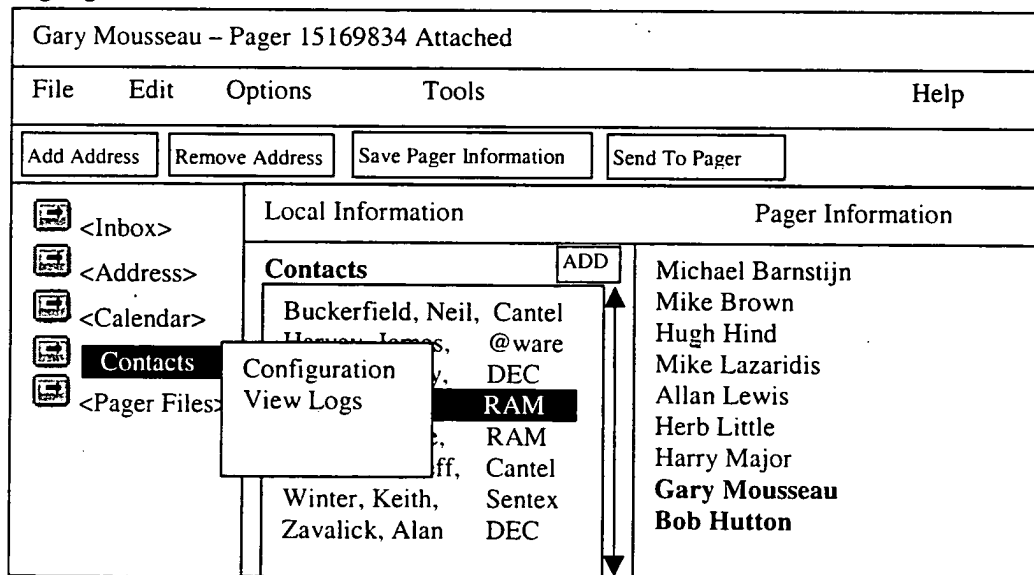 Gary Mousseau – Pager 15169834 Attached
File Edit Options Tools Help
Add Address Remove Address Save Pager Information Send To Pager
<Inbox>
<Address>
<Calendar>
Contacts
<Pager Files>
Configuration
View Logs
Local Information
Contacts ADD
Buckerfield, Neil, Cantel
Harvey, James, @ware
DEC
RAM
RAM
Cantel
Winter, Keith, Sentex
Zavalick, Alan DEC
Pager Information
Michael Barnstijn
Mike Brown
Hugh Hind
Mike Lazaridis
Allan Lewis
Herb Little
Harry Major
Gary Mousseau
Bob Hutton